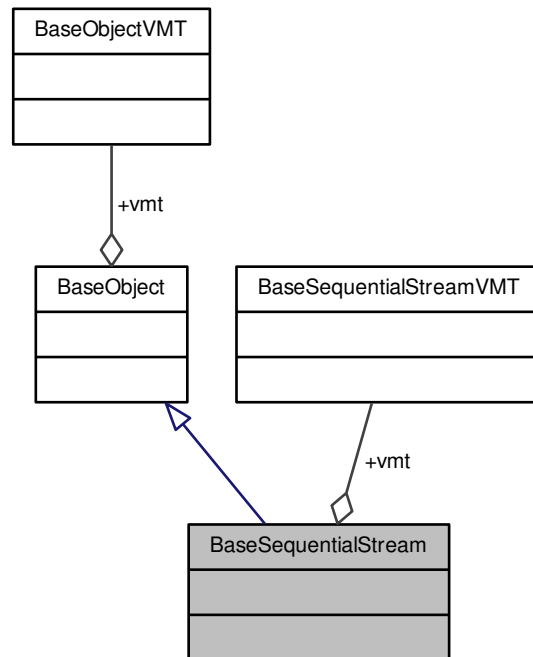 BaseObjectVMT
+vmt
BaseObject
BaseSequentialStreamVMT
+vmt
BaseSequentialStream